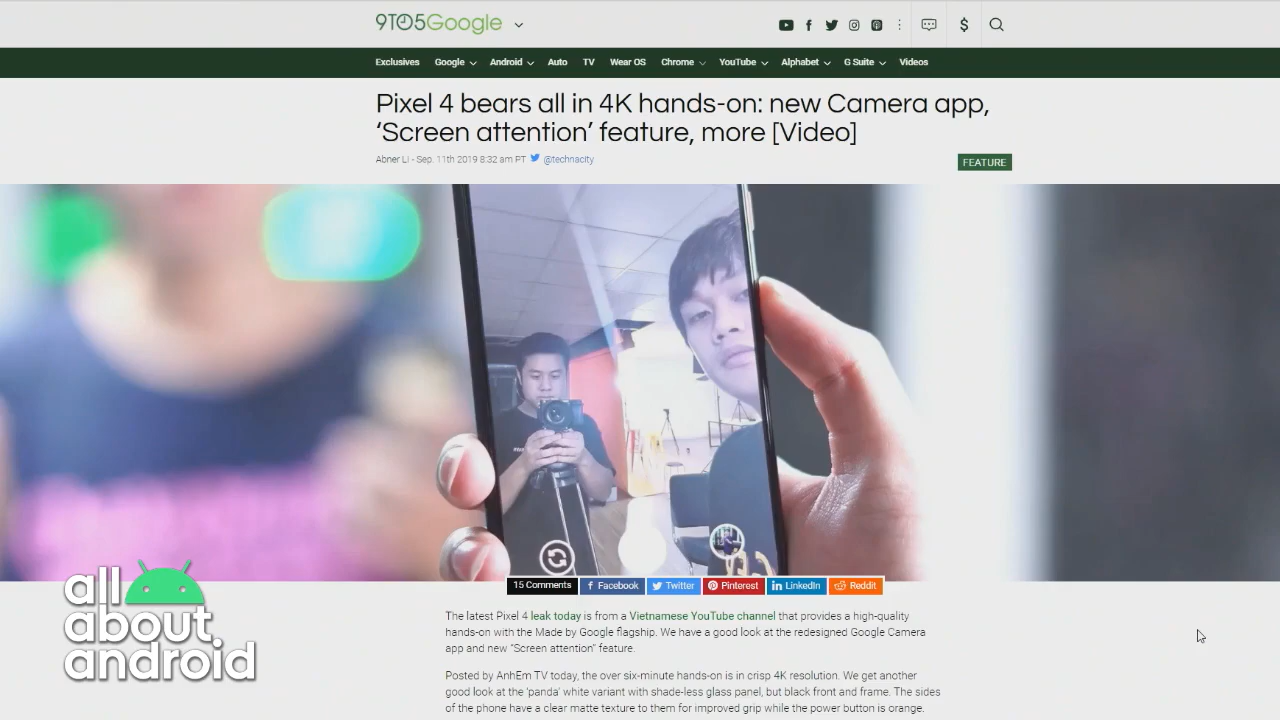 9TO5Google
Exclusives Google Android Auto TV Wear OS Chrome YouTube Alphabet G Suite Videos
Pixel 4 bears all in 4K hands-on: new Camera app,
‘Screen attention’ feature, more [Video]
Abner Li - Sep. 11th 2019 8:32 am PT @technacity
FEATURE
15 Comments Facebook Twitter Pinterest LinkedIn Reddit
The latest Pixel 4 leak today is from a Vietnamese YouTube channel that provides a high-quality
hands-on with the Made by Google flagship. We have a good look at the redesigned Google Camera
app and new “Screen attention” feature.
Posted by AnhEm TV today, the over six-minute hands-on is in crisp 4K resolution. We get another
good look at the ‘panda’ white variant with shade-less glass panel, but black front and frame. The sides
of the phone have a clear matte texture to them for improved grip while the power button is orange.
all
about
android